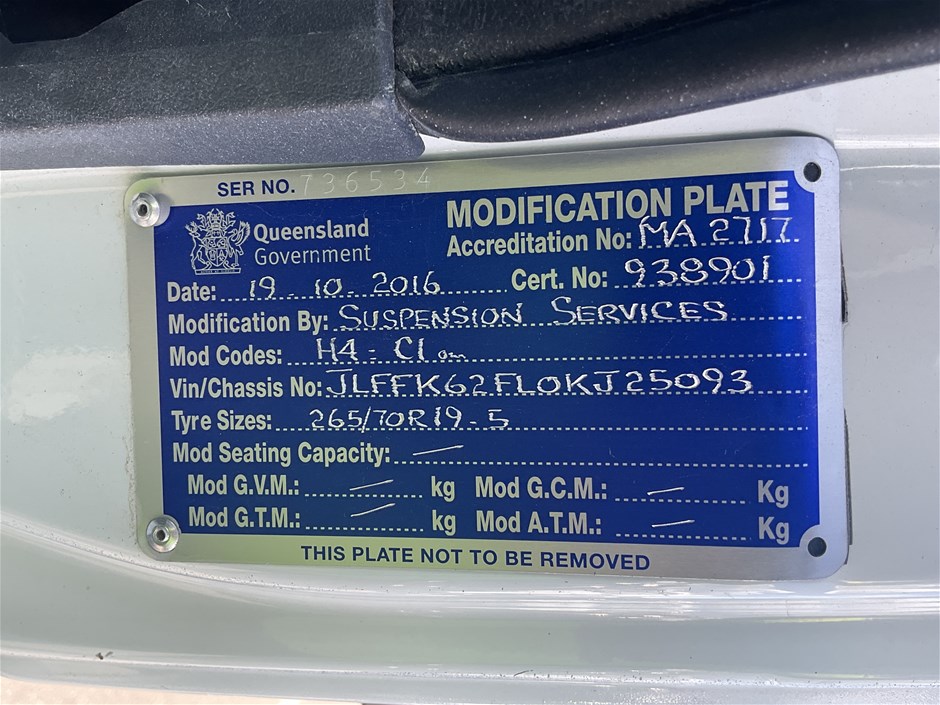 SER NO. 736534
Queensland
Government
MODIFICATION PLATE
Accreditation No: MA 2717
Date: 19-10-2016 Cert. No: 938901
Modification By: SUSPENSION SERVICES
Mod Codes: H4-C1
Vin/Chassis No: JLFFK62FL0KJ25093
Tyre Sizes: 265/70R19-5
Mod Seating Capacity: —
Mod G.V.M.: — kg Mod G.C.M.: — Kg
Mod G.T.M.: — kg Mod A.T.M.: — Kg
THIS PLATE NOT TO BE REMOVED